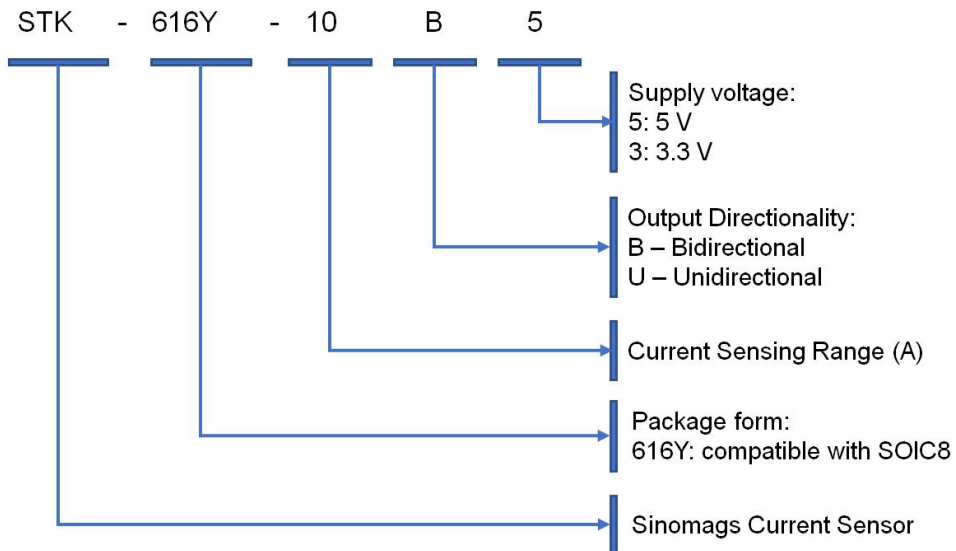 STK - 616Y - 10 B 5
Supply voltage:
5: 5 V
3: 3.3 V
Output Directionality:
B – Bidirectional
U – Unidirectional
Current Sensing Range (A)
Package form:
616Y: compatible with SOIC8
Sinomags Current Sensor